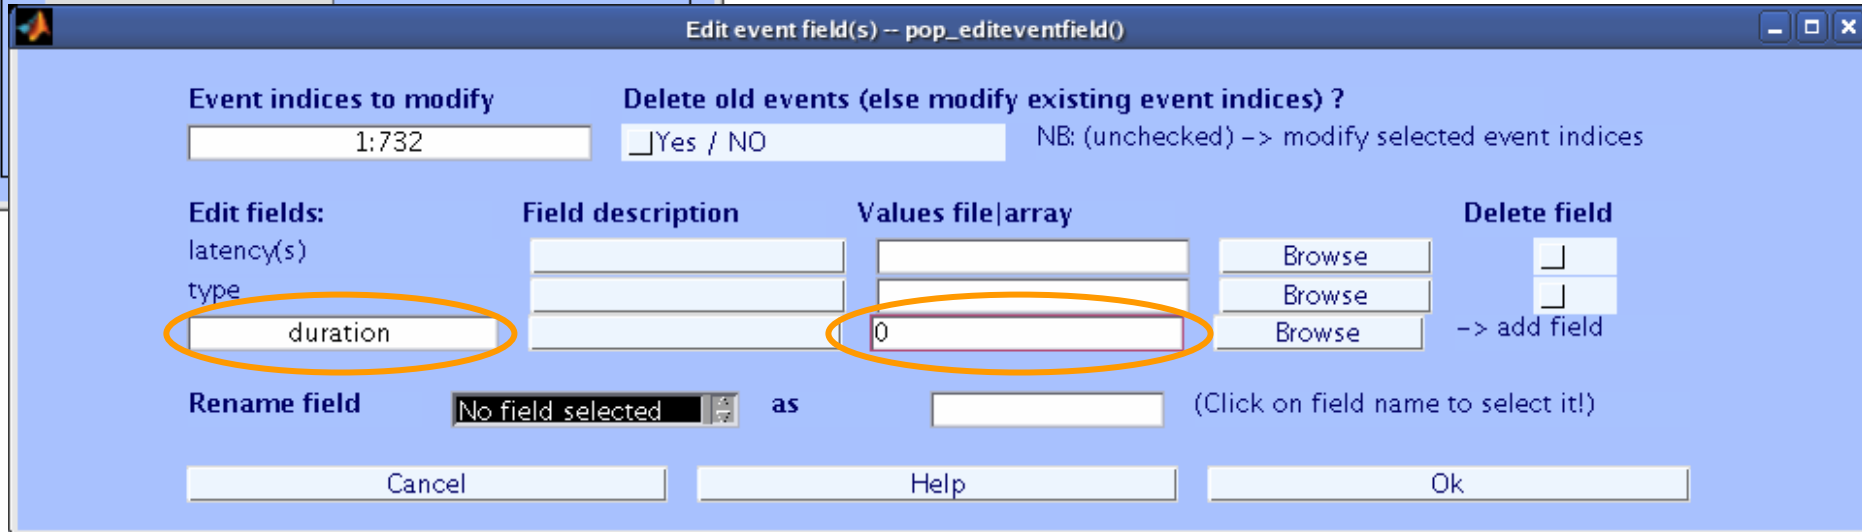 Edit event field(s) -- pop_editeventfield()
Event indices to modify
Delete old events (else modify existing event indices) ?
1:732
Yes / NO
NB: (unchecked) -> modify selected event indices
Edit fields:
Field description
Values file|array
Delete field
latency(s)
Browse
type
Browse
duration
0
Browse
-> add field
Rename field
No field selected
as
(Click on field name to select it!)
Cancel
Help
Ok